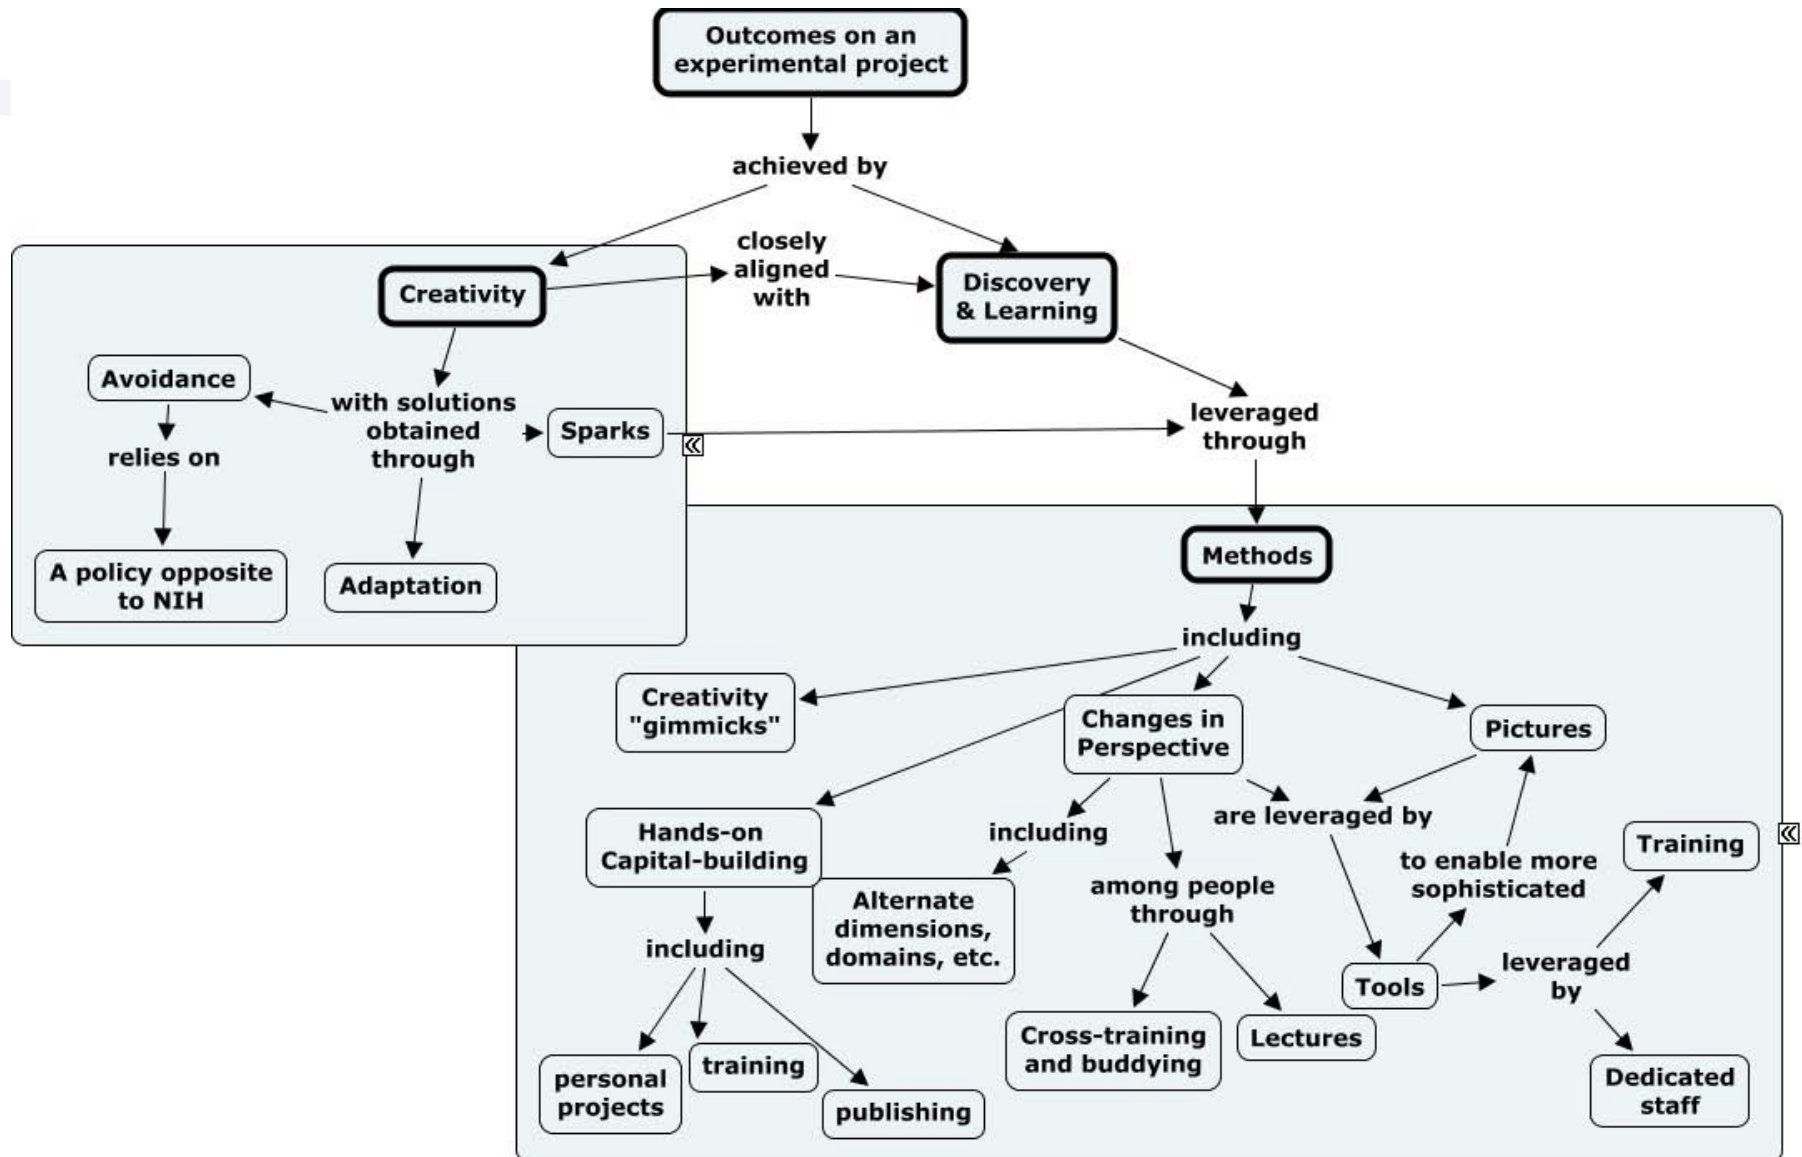 Outcomes on an
experimental project
achieved by
closely
aligned
with
Creativity
Discovery
& Learning
Avoidance
with solutions
obtained
through
Sparks
leveraged
through
relies on
A policy opposite
to NIH
Adaptation
Methods
including
Creativity
"gimmicks"
Changes in
Perspective
Pictures
Hands-on
Capital-building
including
are leveraged by
Training
to enable more
sophisticated
Alternate
dimensions,
domains, etc.
among people
through
including
leveraged
by
Tools
Cross-training
and buddying
Lectures
personal
projects
training
publishing
Dedicated
staff